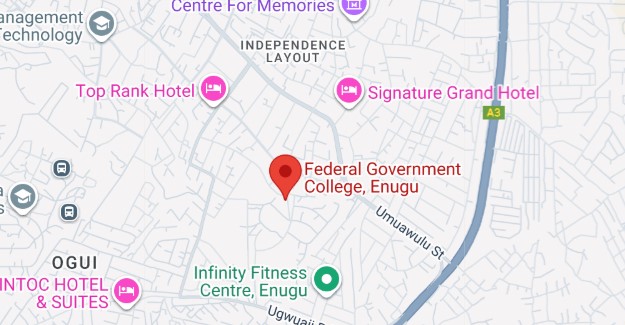 Centre For Memories
anagement
Technology
INDEPENDENCE
LAYOUT
Top Rank Hotel
Signature Grand Hotel
A3
Federal Government
College, Enugu
Umuawulu St
OGUI
Infinity Fitness
Centre, Enugu
INTOC HOTEL
& SUITES
Ugwuaji